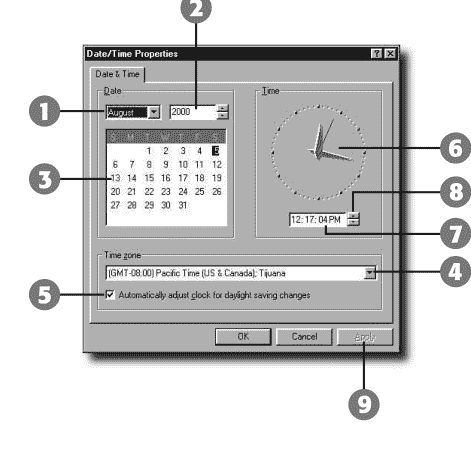 2
Date/Time Properties
Date & Time
Date
Time
1
August
2000
S M T W T F S
1 2 3 4 5
6
3
6 7 8 9 10 11 12
13 14 15 16 17 18 19
20 21 22 23 24 25 26
27 28 29 30 31
8
12:17:04 PM
7
Time zone
(GMT-08:00) Pacific Time (US & Canada); Tijuana
4
5
Automatically adjust clock for daylight saving changes
OK Cancel Apply
9